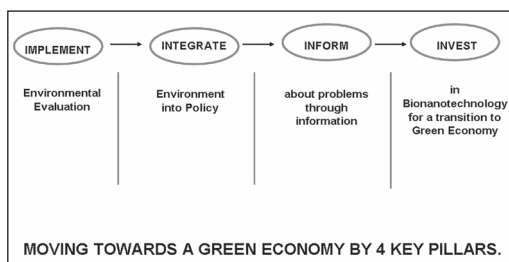 IMPLEMENT
INTEGRATE
INFORM
INVEST
Environmental
Evaluation
Environment
into Policy
about problems
through
information
in
Bionanotechnology
for a transition to
Green Economy
MOVING TOWARDS A GREEN ECONOMY BY 4 KEY PILLARS.